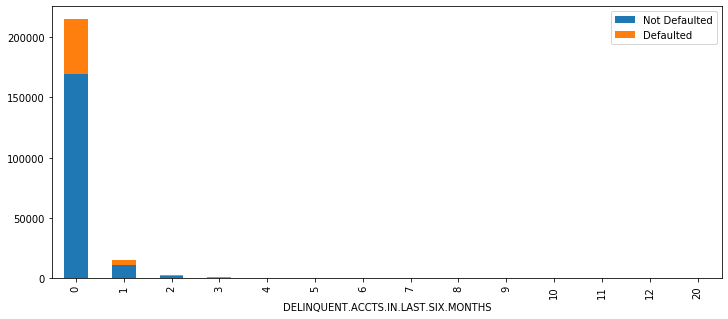 Not Defaulted
Defaulted
200000
150000
100000
50000
0
0 1 2 3 4 5 6 7 8 9 10 11 12 20
DELINQUENT.ACCTS.IN.LAST.SIX.MONTHS